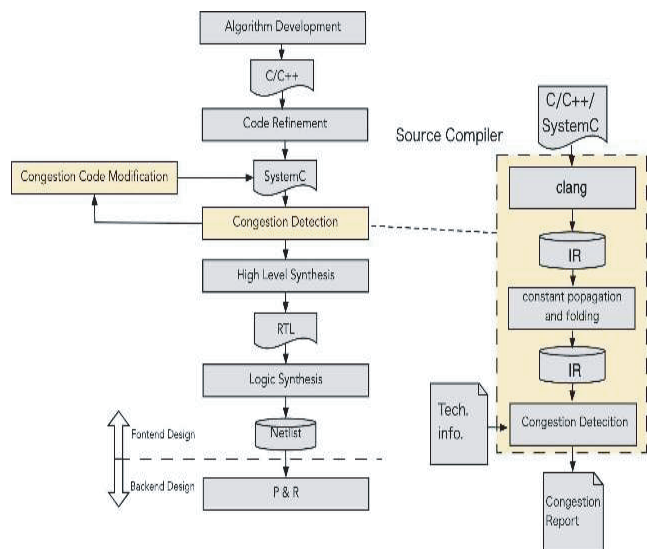 Algorithm Development
C/C++
Code Refinement
Congestion Code Modification
SystemC
Congestion Detection
High Level Synthesis
RTL
Logic Synthesis
Netlist
Fontend Design
Backend Design
P & R
Source Compiler
C/C++/
SystemC
clang
IR
constant popagation
and folding
IR
Tech.
info.
Congestion Detecition
Congestion
Report